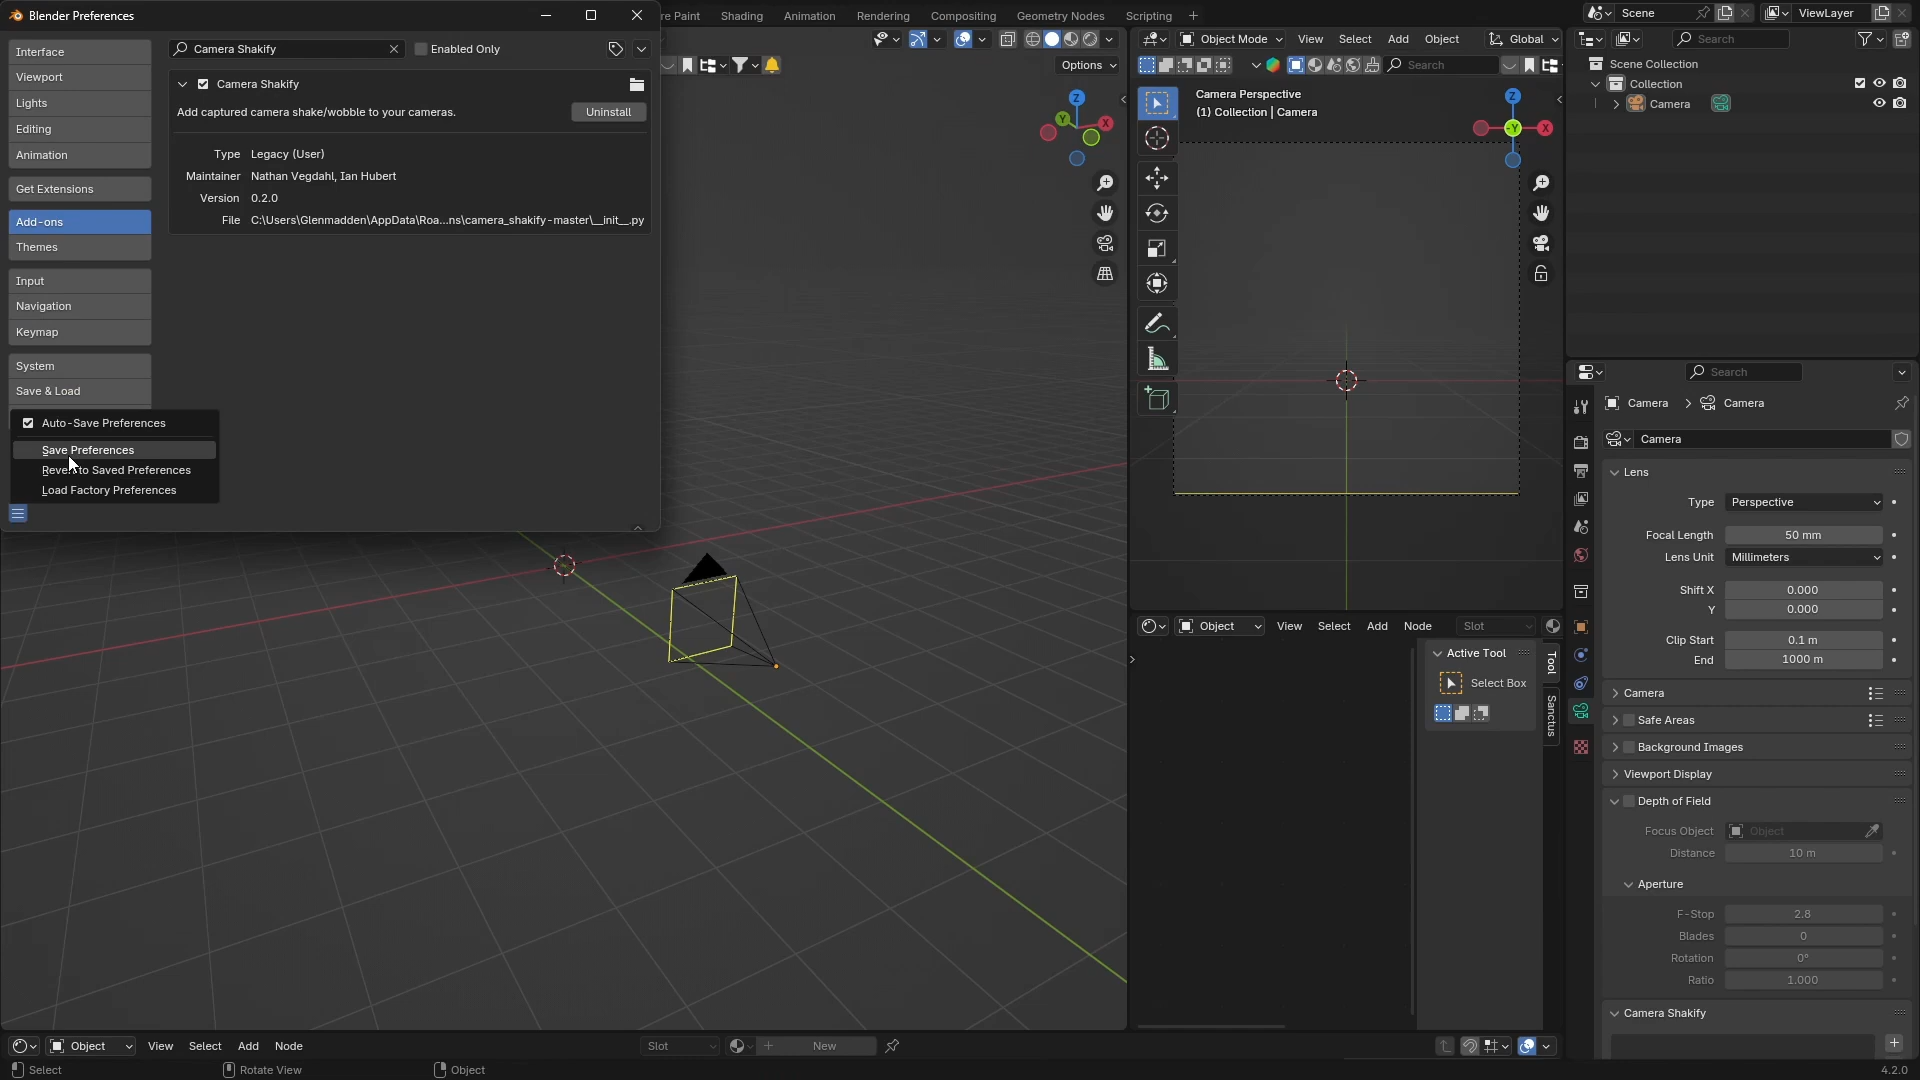 Blender Preferences
re Paint Shading Animation Rendering Compositing Geometry Nodes Scripting +
Scene
ViewLayer
Interface
Viewport
Lights
Editing
Animation
Get Extensions
Add-ons
Themes
Input
Navigation
Keymap
System
Save & Load
Camera Shakify
Enabled Only
Camera Shakify
Add captured camera shake/wobble to your cameras.
Uninstall
Type Legacy (User)
Maintainer Nathan Vegdahl, Ian Hubert
Version 0.2.0
File C:\Users\Glenmadden\AppData\Roa...ns\camera_shakify-master\__init__.py
Auto-Save Preferences
Save Preferences
Revert to Saved Preferences
Load Factory Preferences
Options
Z
Y
X
Object Mode View Select Add Object Global
Search
Camera Perspective
(1) Collection | Camera
Z
-Y
X
Search
Scene Collection
Collection
Camera
Search
Camera > Camera
Camera
Lens
Type Perspective
Focal Length 50 mm
Lens Unit Millimeters
Shift X 0.000
Y 0.000
Clip Start 0.1 m
End 1000 m
Camera
Safe Areas
Background Images
Viewport Display
Depth of Field
Focus Object Object
Distance 10 m
Aperture
F-Stop 2.8
Blades 0
Rotation 0°
Ratio 1.000
Camera Shakify
Object View Select Add Node Slot
Active Tool
Select Box
Tool
Sanctus
Object View Select Add Node Slot New
Select Rotate View Object 4.2.0